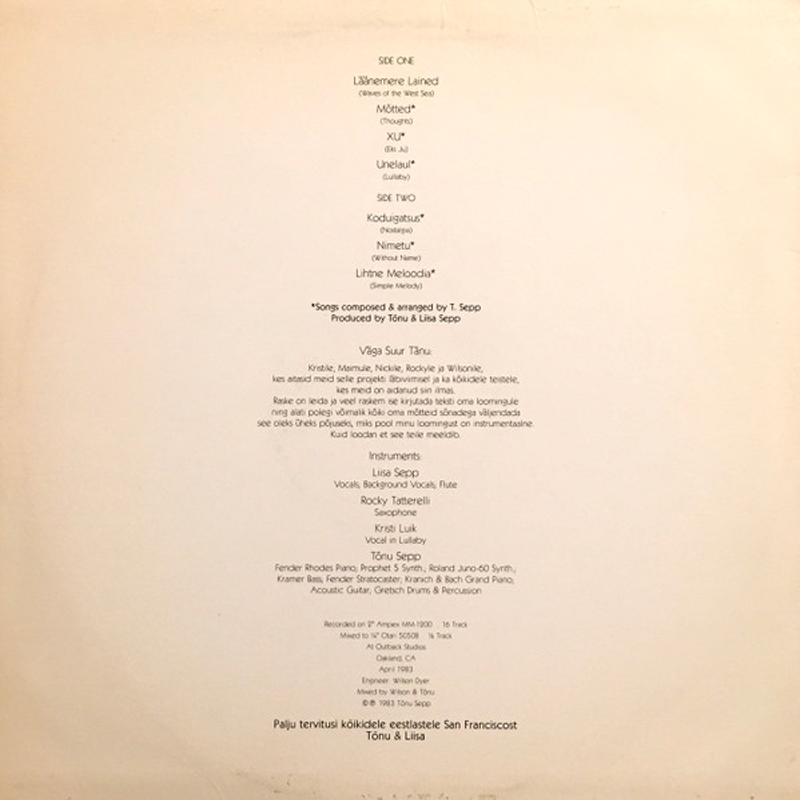 SIDE ONE
Läänemere Lained
(Waves of the West Sea)
Mõtted*
(Thoughts)
XU*
(Eks Ju)
Unelaul*
(Lullaby)
SIDE TWO
Koduigatsus*
(Nostalgia)
Nimetu*
(Without Name)
Lihtne Meloodia*
(Simple Melody)
*Songs composed & arranged by T. Sepp
Produced by Tõnu & Liisa Sepp
Väga Suur Tänu:
Kristile, Maimule, Nickile, Rockyle ja Wilsonile,
kes aitasid meid selle projekti läbiviimisel ja ka kõikidele teistele,
kes meid on aidanud siin ilmas.
Raske on leida ja veel raskem ise kirjutada teksti oma loomingule
ning alati polegi võimalik kõiki oma mõtteid sõnadega väljendada
see oleks üheks põjuseks, miks pool minu loomingust on instrumentaalne.
Kuid loodan et see teile meeldib.
Instruments:
Liisa Sepp
Vocals, Background Vocals, Flute
Rocky Tatterelli
Saxophone
Kristi Luik
Vocal in Lullaby
Tõnu Sepp
Fender Rhodes Piano, Prophet 5 Synth., Roland Juno-60 Synth.,
Kramer Bass, Fender Stratocaster, Kranich & Bach Grand Piano,
Acoustic Guitar, Gretsch Drums & Percussion
Recorded on 2" Ampex MM-1200 16 Track
Mixed to ¼" Otari 5050B ½ Track
At Outback Studios
Oakland, CA
April 1983
Engineer: Wilson Dyer
Mixed by Wilson & Tõnu
©℗ 1983 Tõnu Sepp
Palju tervitusi kõikidele eestlastele San Franciscost
Tõnu & Liisa